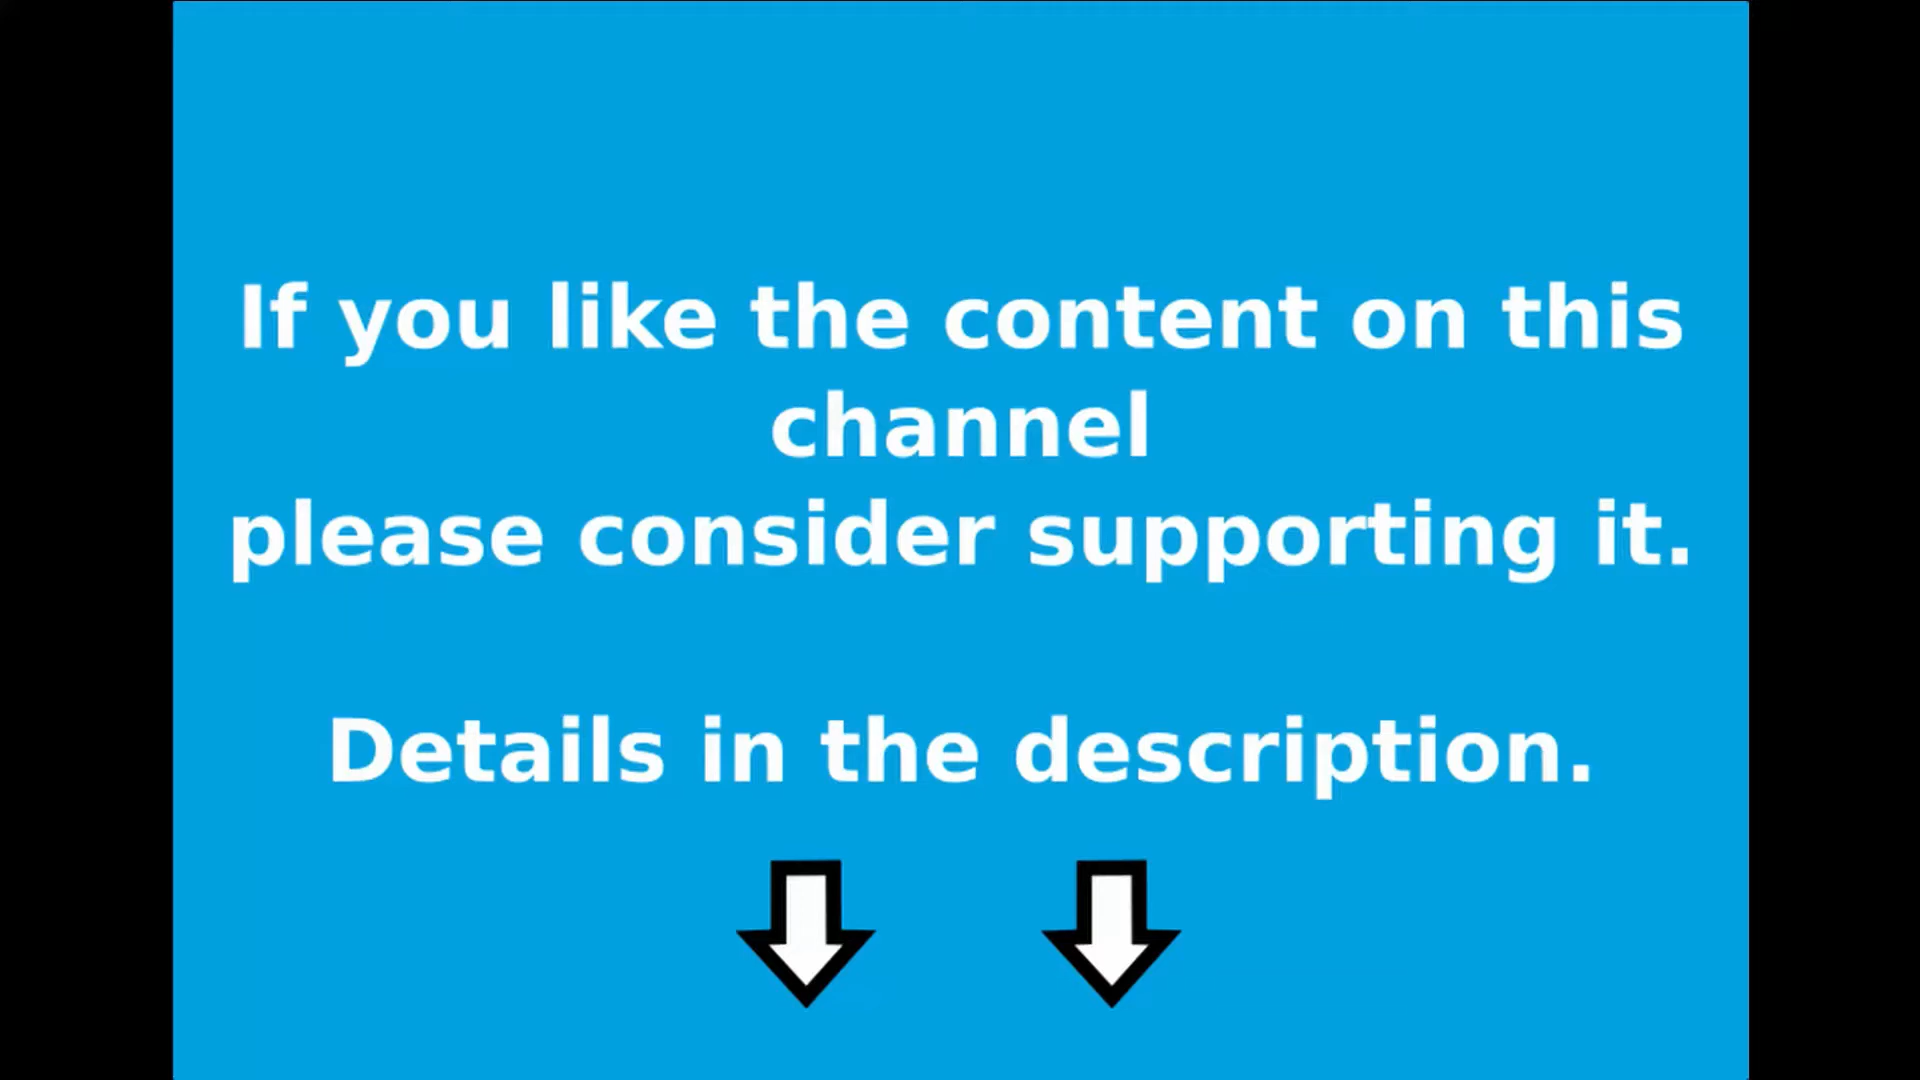 If you like the content on this
channel
please consider supporting it.
Details in the description.